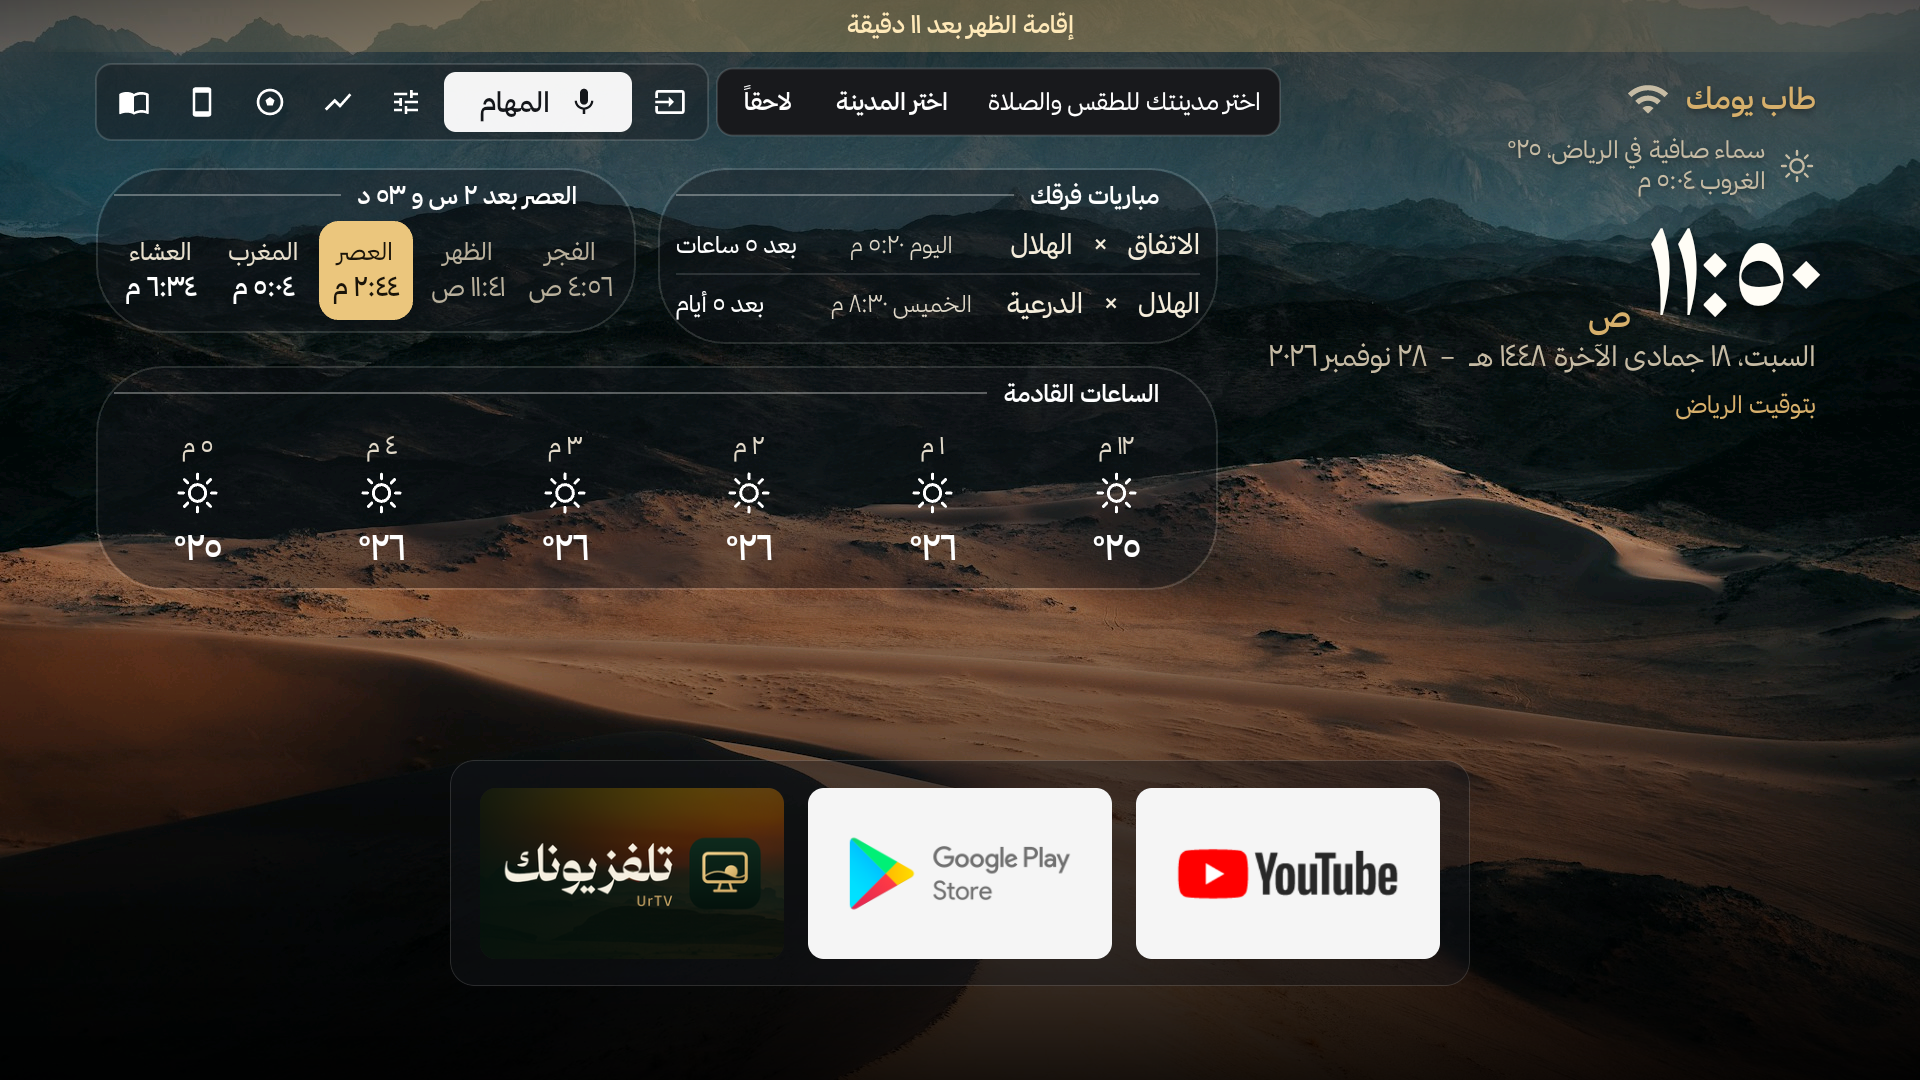 إقامة الظهر بعد ١١ دقيقة
طاب يومك
سماء صافية في الرياض، ٢٥°
الغروب ٥:٠٤ م
١١:٥٠ ص
السبت، ١٨ جمادى الآخرة ١٤٤٨ هـ – ٢٨ نوفمبر ٢٠٢٦
بتوقيت الرياض
اختر مدينتك للطقس والصلاة
اختر المدينة
لاحقاً
المهام
مباريات فرقك
الاتفاق × الهلال اليوم ٥:٢٠ م بعد ٥ ساعات
الهلال × الدرعية الخميس ٨:٣٠ م بعد ٥ أيام
العصر بعد ٢ س و ٥٣ د
الفجر الظهر العصر المغرب العشاء
٤:٥٦ ص ١١:٤١ ص ٢:٤٤ م ٥:٠٤ م ٦:٣٤ م
الساعات القادمة
١٢ م ١ م ٢ م ٣ م ٤ م ٥ م
٢٥° ٢٦° ٢٦° ٢٦° ٢٦° ٢٥°
YouTube
Google Play
Store
تلفزيونك
UrTV